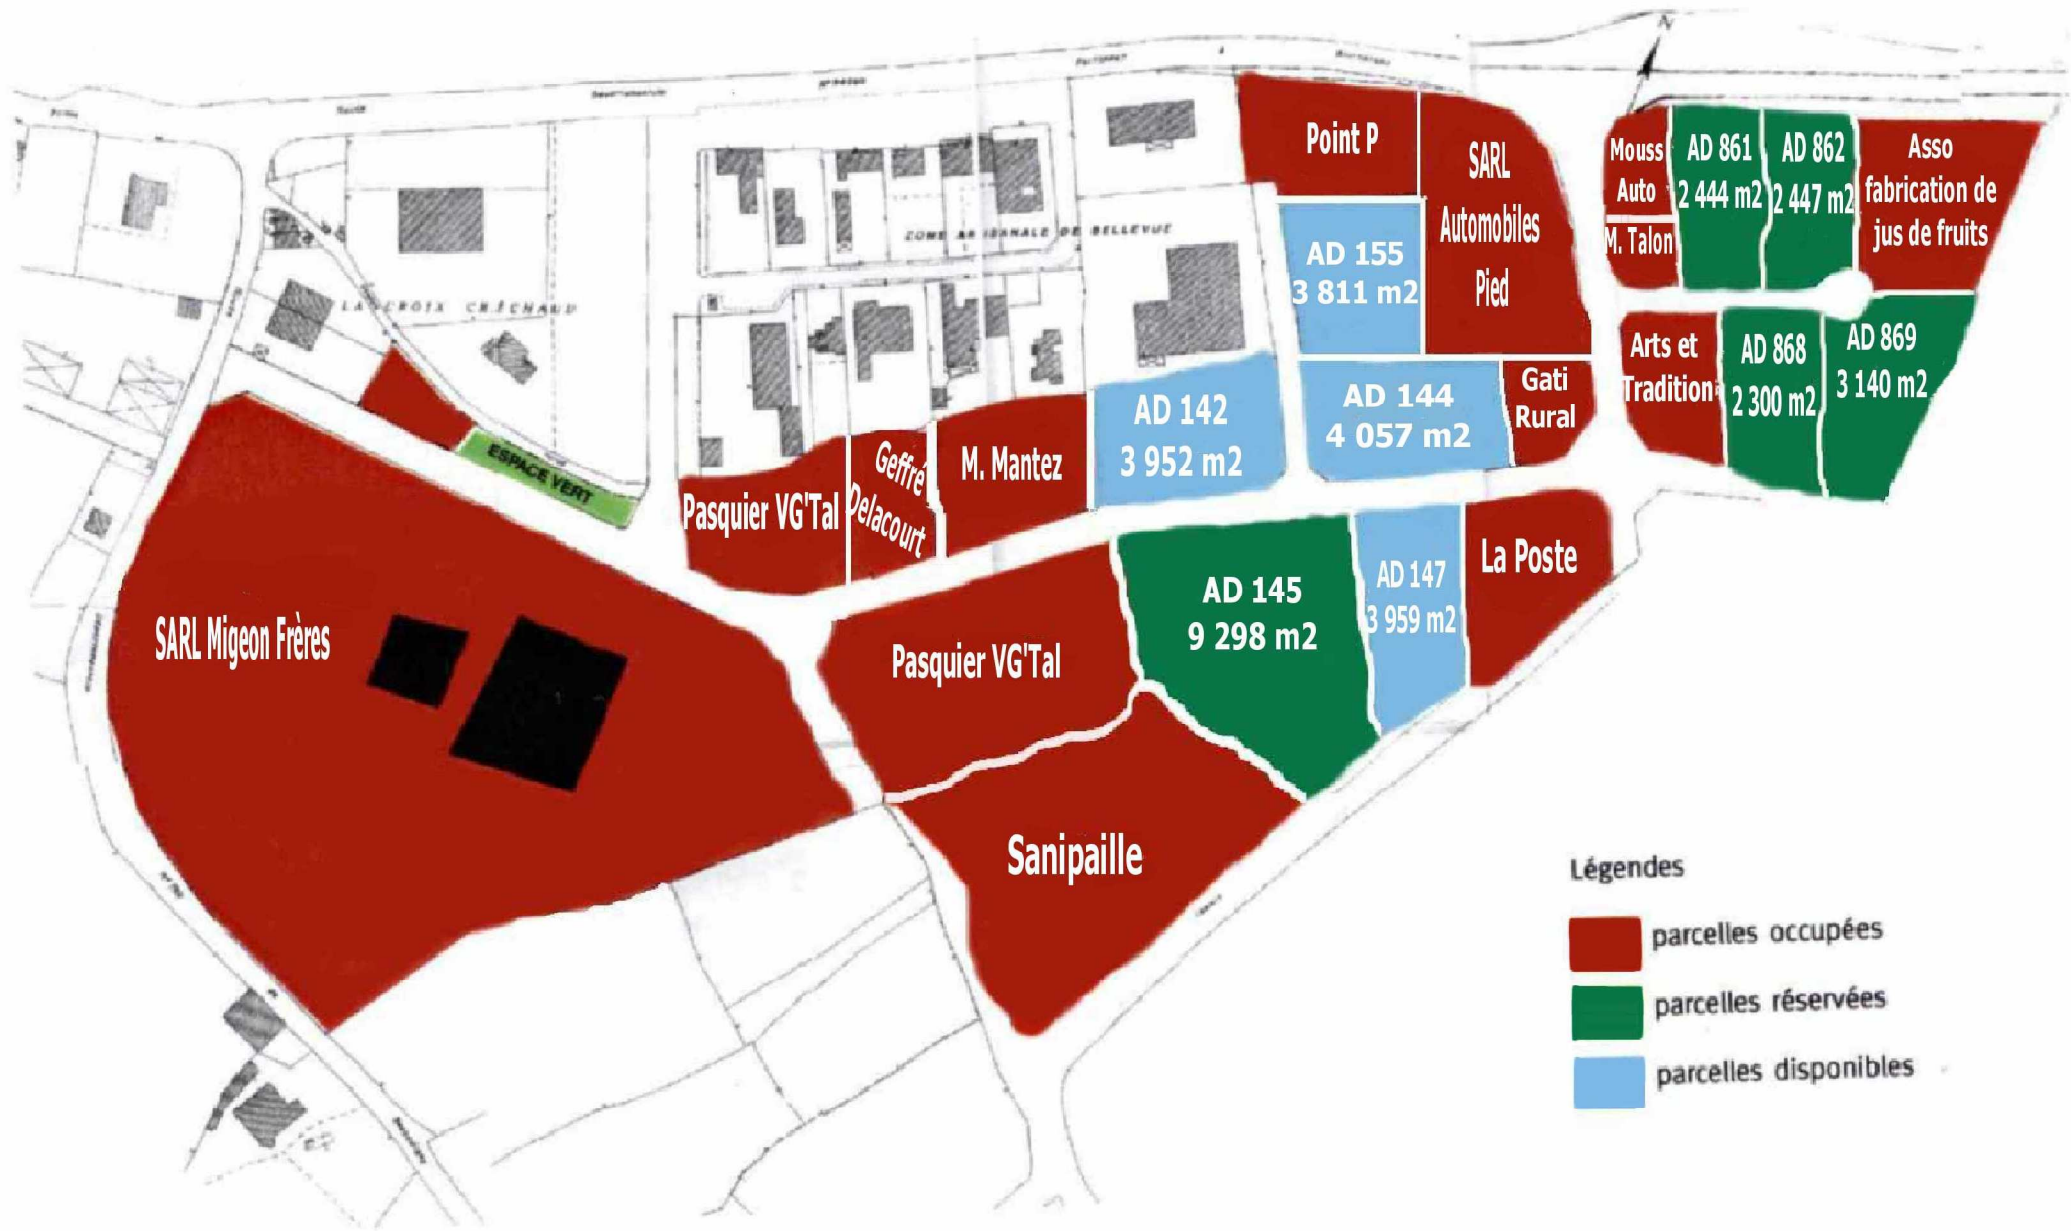 N
ZONE ARTISANALE DE BELLEVUE
LA CROIX CRÉCHAUD
Point P
SARL
Automobiles
Pied
Mouss
Auto
M. Talon
AD 861
2 444 m2
AD 862
2 447 m2
Asso
fabrication de
jus de fruits
AD 155
3 811 m2
Arts et
Tradition
AD 868
2 300 m2
AD 869
3 140 m2
AD 142
3 952 m2
AD 144
4 057 m2
Gati
Rural
ESPACE VERT
Pasquier VG'Tal
Geffré
Delacourt
M. Mantez
SARL Migeon Frères
Pasquier VG'Tal
AD 145
9 298 m2
AD 147
3 959 m2
La Poste
Sanipaille
Légendes
parcelles occupées
parcelles réservées
parcelles disponibles